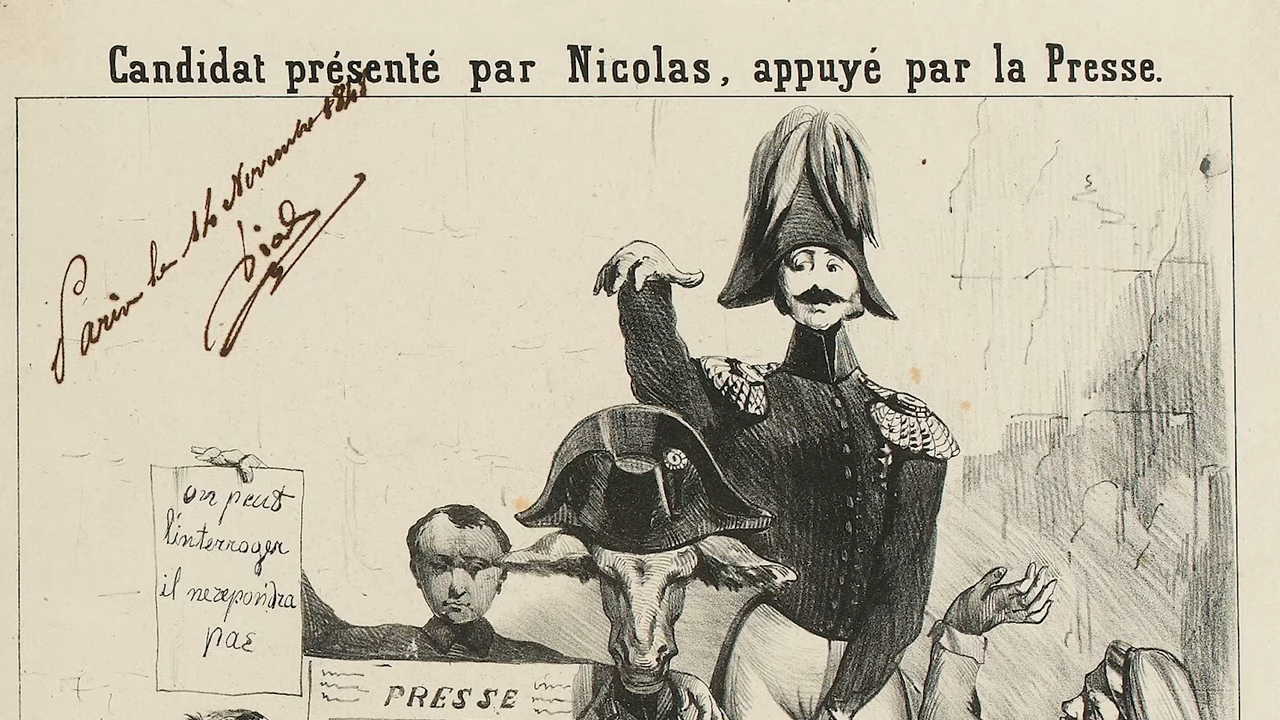 Candidat présenté par Nicolas, appuyé par la Presse.
Paris le 14 Novembre 1848
on peut
l'interroger
il nerepondra
pas
PRESSE